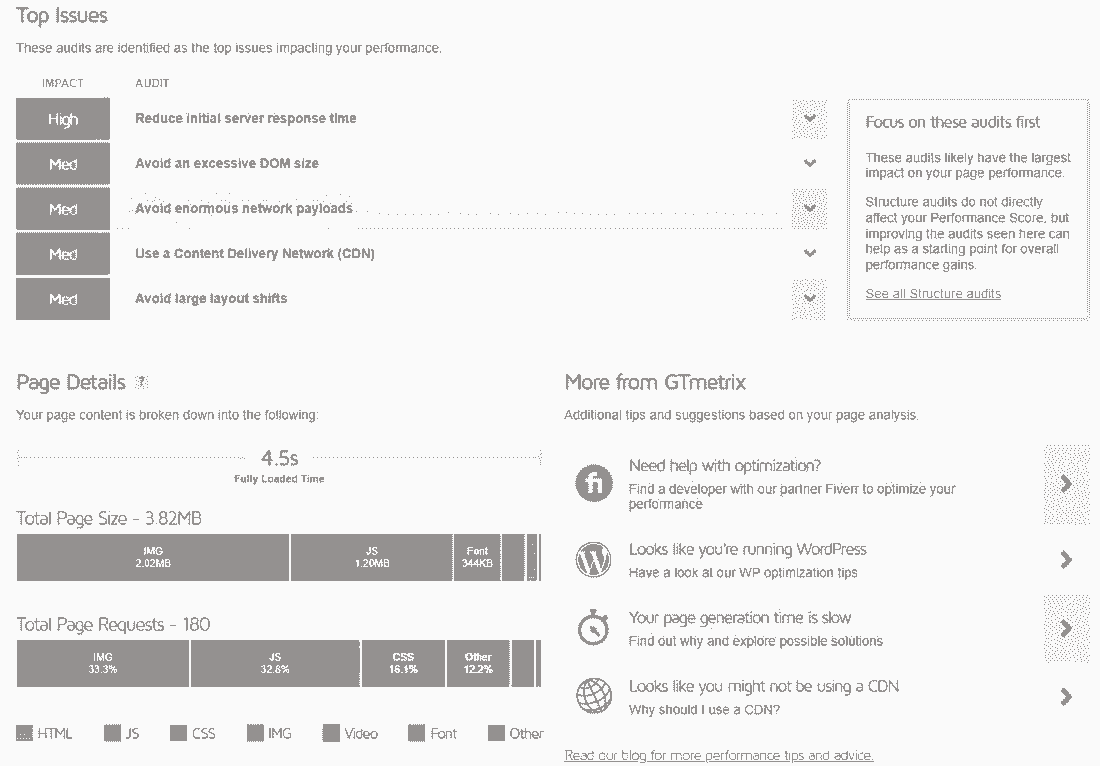 Top Issues
These audits are identified as the top issues impacting your performance.
IMPACT AUDIT
High Reduce initial server response time
Med Avoid an excessive DOM size
Med Avoid enormous network payloads
Med Use a Content Delivery Network (CDN)
Med Avoid large layout shifts
Focus on these audits first
These audits likely have the largest
impact on your page performance.
Structure audits do not directly
affect your Performance Score, but
improving the audits seen here can
help as a starting point for overall
performance gains.
See all Structure audits
Page Details ?
Your page content is broken down into the following:
4.5s
Fully Loaded Time
Total Page Size - 3.82MB
IMG JS Font
2.02MB 1.20MB 344KB
Total Page Requests - 180
IMG JS CSS Other
33.3% 32.8% 16.1% 12.2%
HTML JS CSS IMG Video Font Other
More from GTmetrix
Additional tips and suggestions based on your page analysis.
fi
Need help with optimization?
Find a developer with our partner Fiverr to optimize your
performance
Looks like you're running WordPress
Have a look at our WP optimization tips
Your page generation time is slow
Find out why and explore possible solutions
Looks like you might not be using a CDN
Why should I use a CDN?
Read our blog for more performance tips and advice.